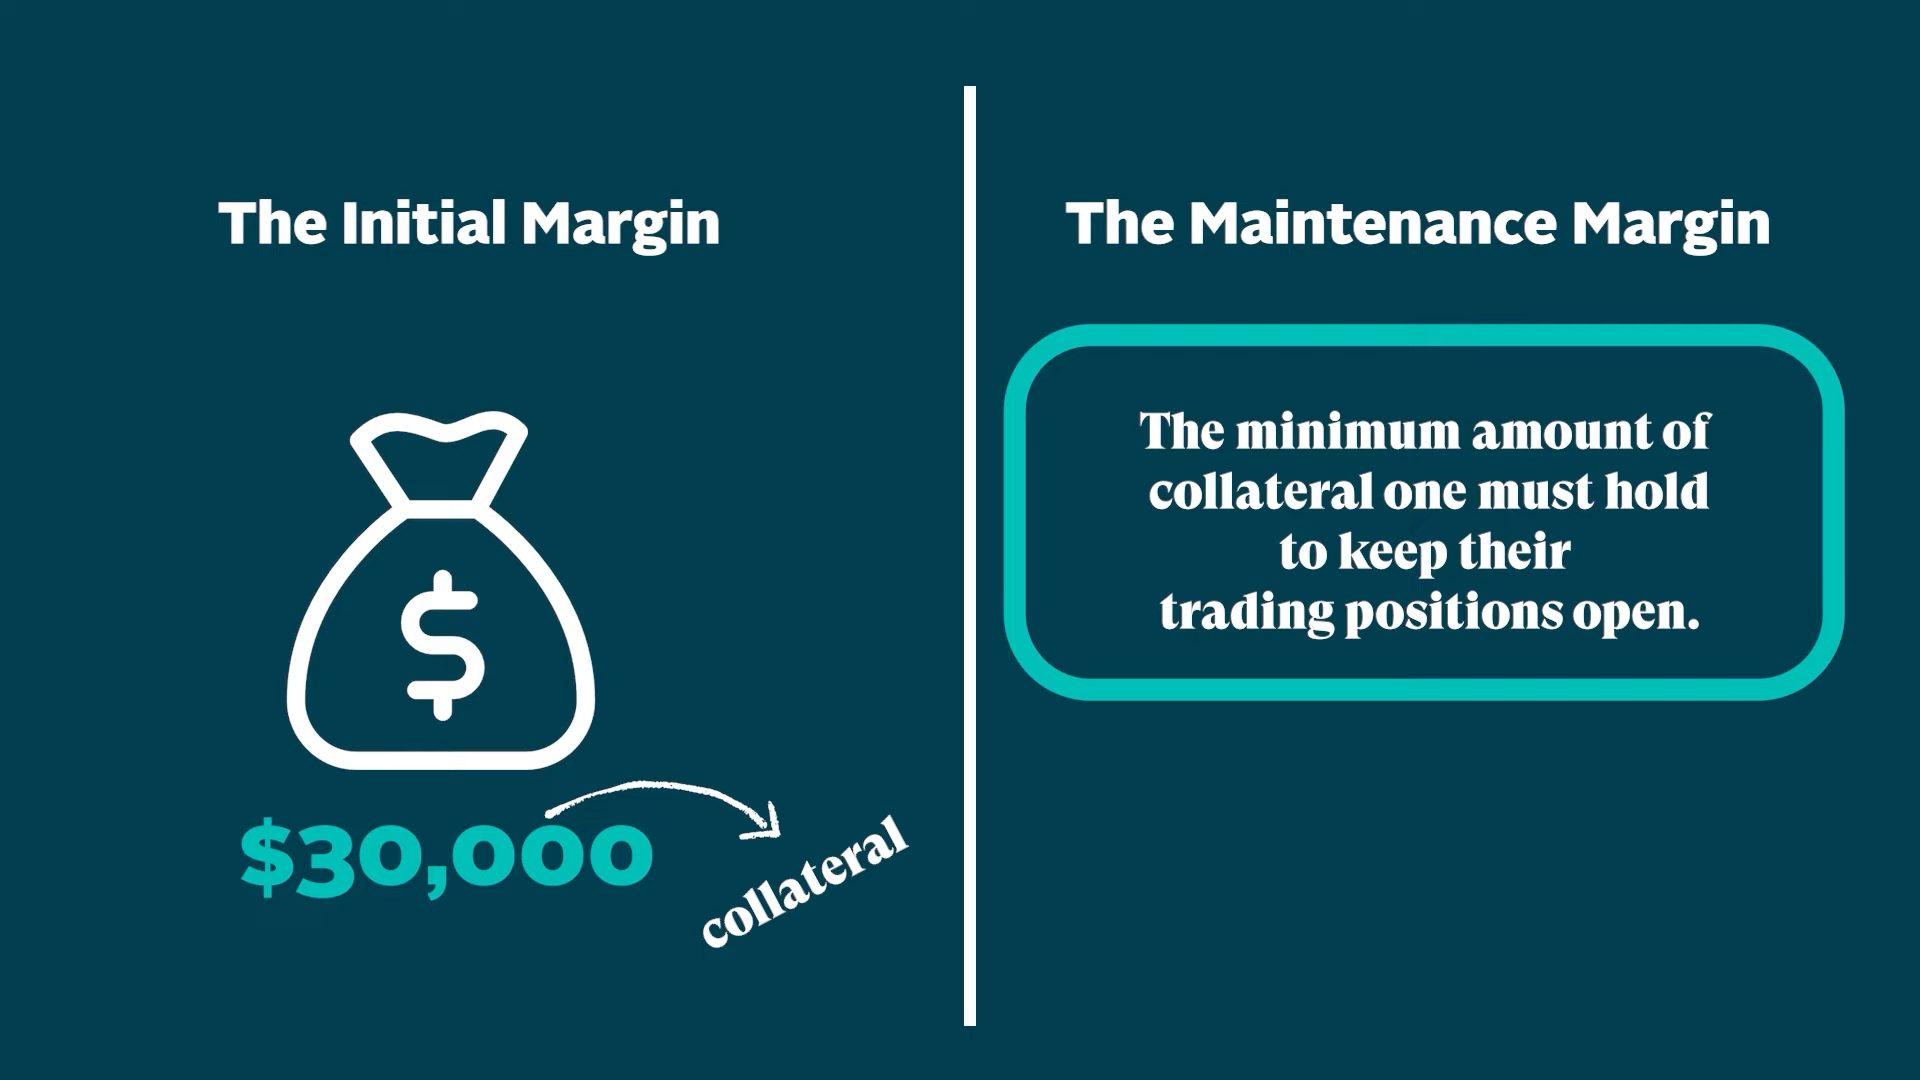 The Initial Margin
$
$30,000
collateral
The Maintenance Margin
The minimum amount of
collateral one must hold
to keep their
trading positions open.